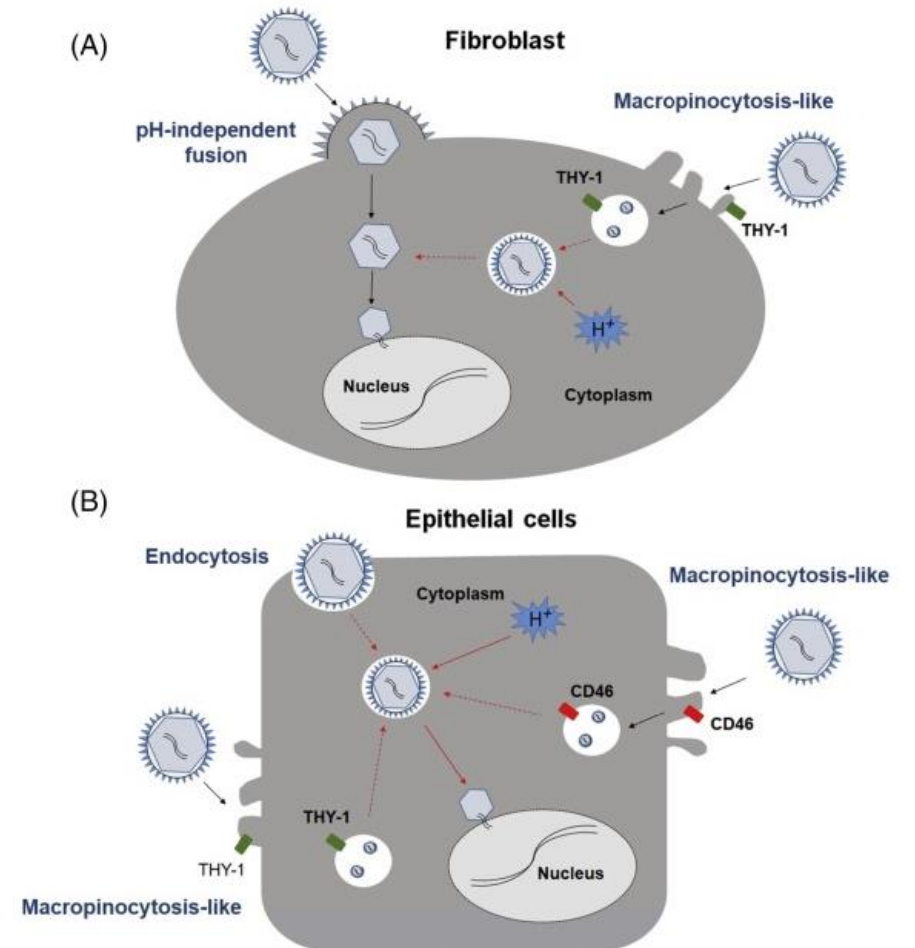 (A)
Fibroblast
Macropinocytosis-like
pH-independent
fusion
THY-1
THY-1
H+
Nucleus
Cytoplasm
(B)
Epithelial cells
Endocytosis
Macropinocytosis-like
Cytoplasm
H+
CD46
CD46
THY-1
THY-1
Nucleus
Macropinocytosis-like